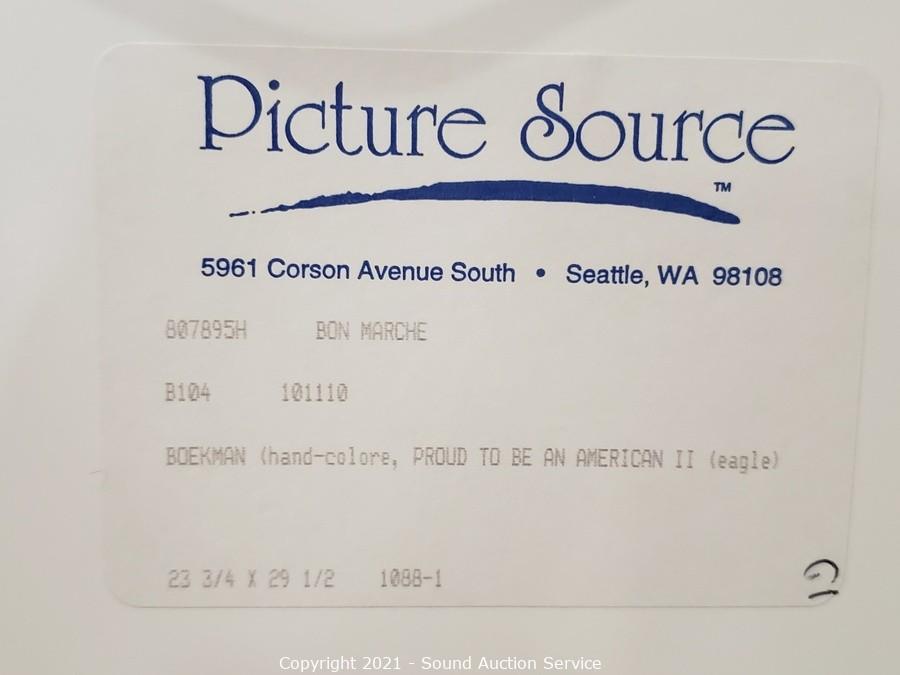 Picture Source
TM
5961 Corson Avenue South • Seattle, WA 98108
807895H BON MARCHE
B104 101110
BOEKMAN (hand-colore, PROUD TO BE AN AMERICAN II (eagle)
23 3/4 X 29 1/2 1088-1
Copyright 2021 - Sound Auction Service